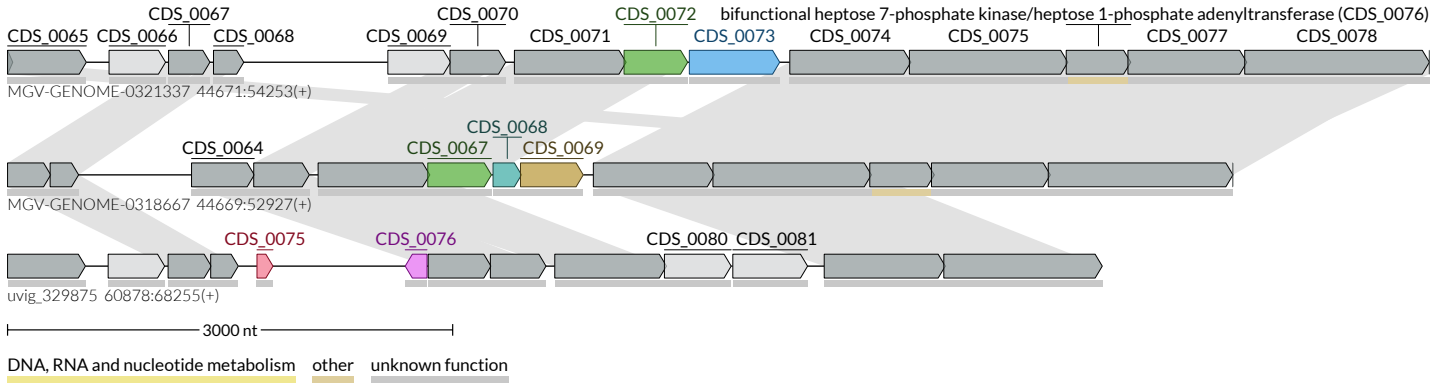 CDS_0067 CDS_0070 CDS_0072 bifunctional heptose 7-phosphate kinase/heptose 1-phosphate adenyltransferase (CDS_0076)
CDS_0065 CDS_0066 CDS_0068 CDS_0069 CDS_0071 CDS_0073 CDS_0074 CDS_0075 CDS_0077 CDS_0078
MGV-GENOME-0321337 44671:54253(+)
CDS_0068
CDS_0064 CDS_0067 CDS_0069
MGV-GENOME-0318667 44669:52927(+)
CDS_0075 CDS_0076 CDS_0080 CDS_0081
uvig_329875 60878:68255(+)
3000 nt
DNA, RNA and nucleotide metabolism other unknown function